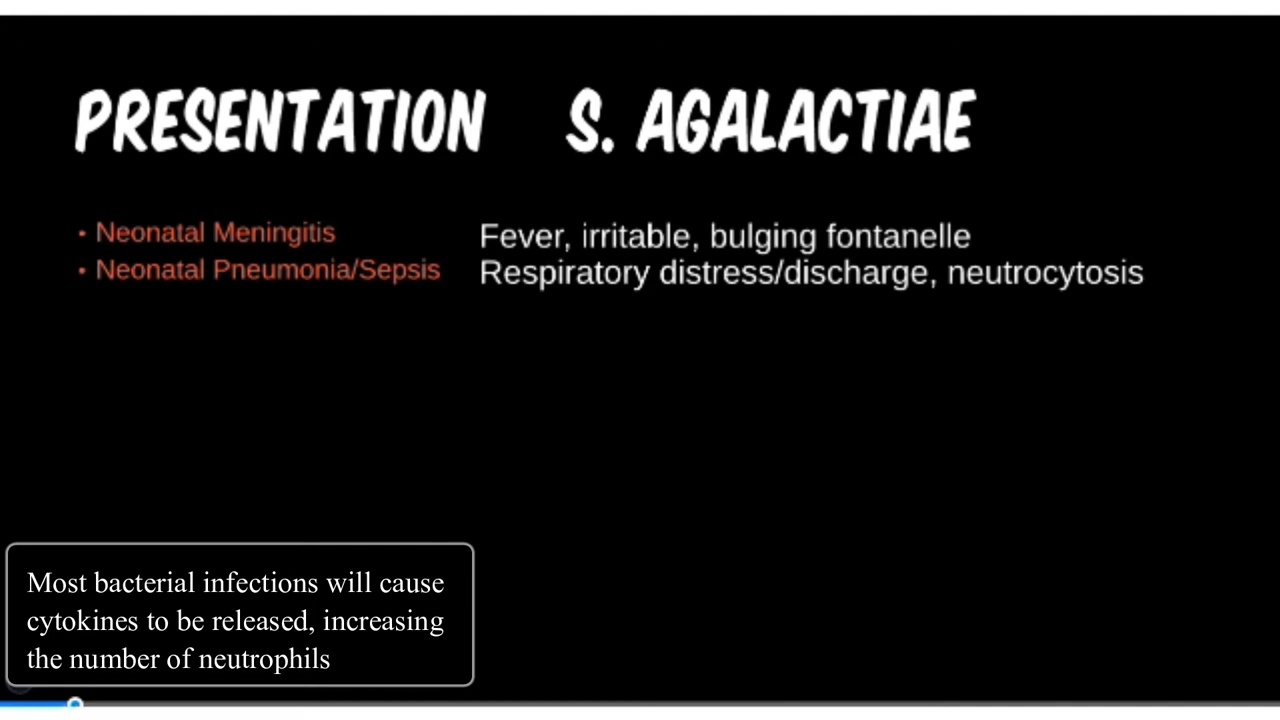 PRESENTATION S. AGALACTIAE
• Neonatal Meningitis Fever, irritable, bulging fontanelle
• Neonatal Pneumonia/Sepsis Respiratory distress/discharge, neutrocytosis
Most bacterial infections will cause
cytokines to be released, increasing
the number of neutrophils